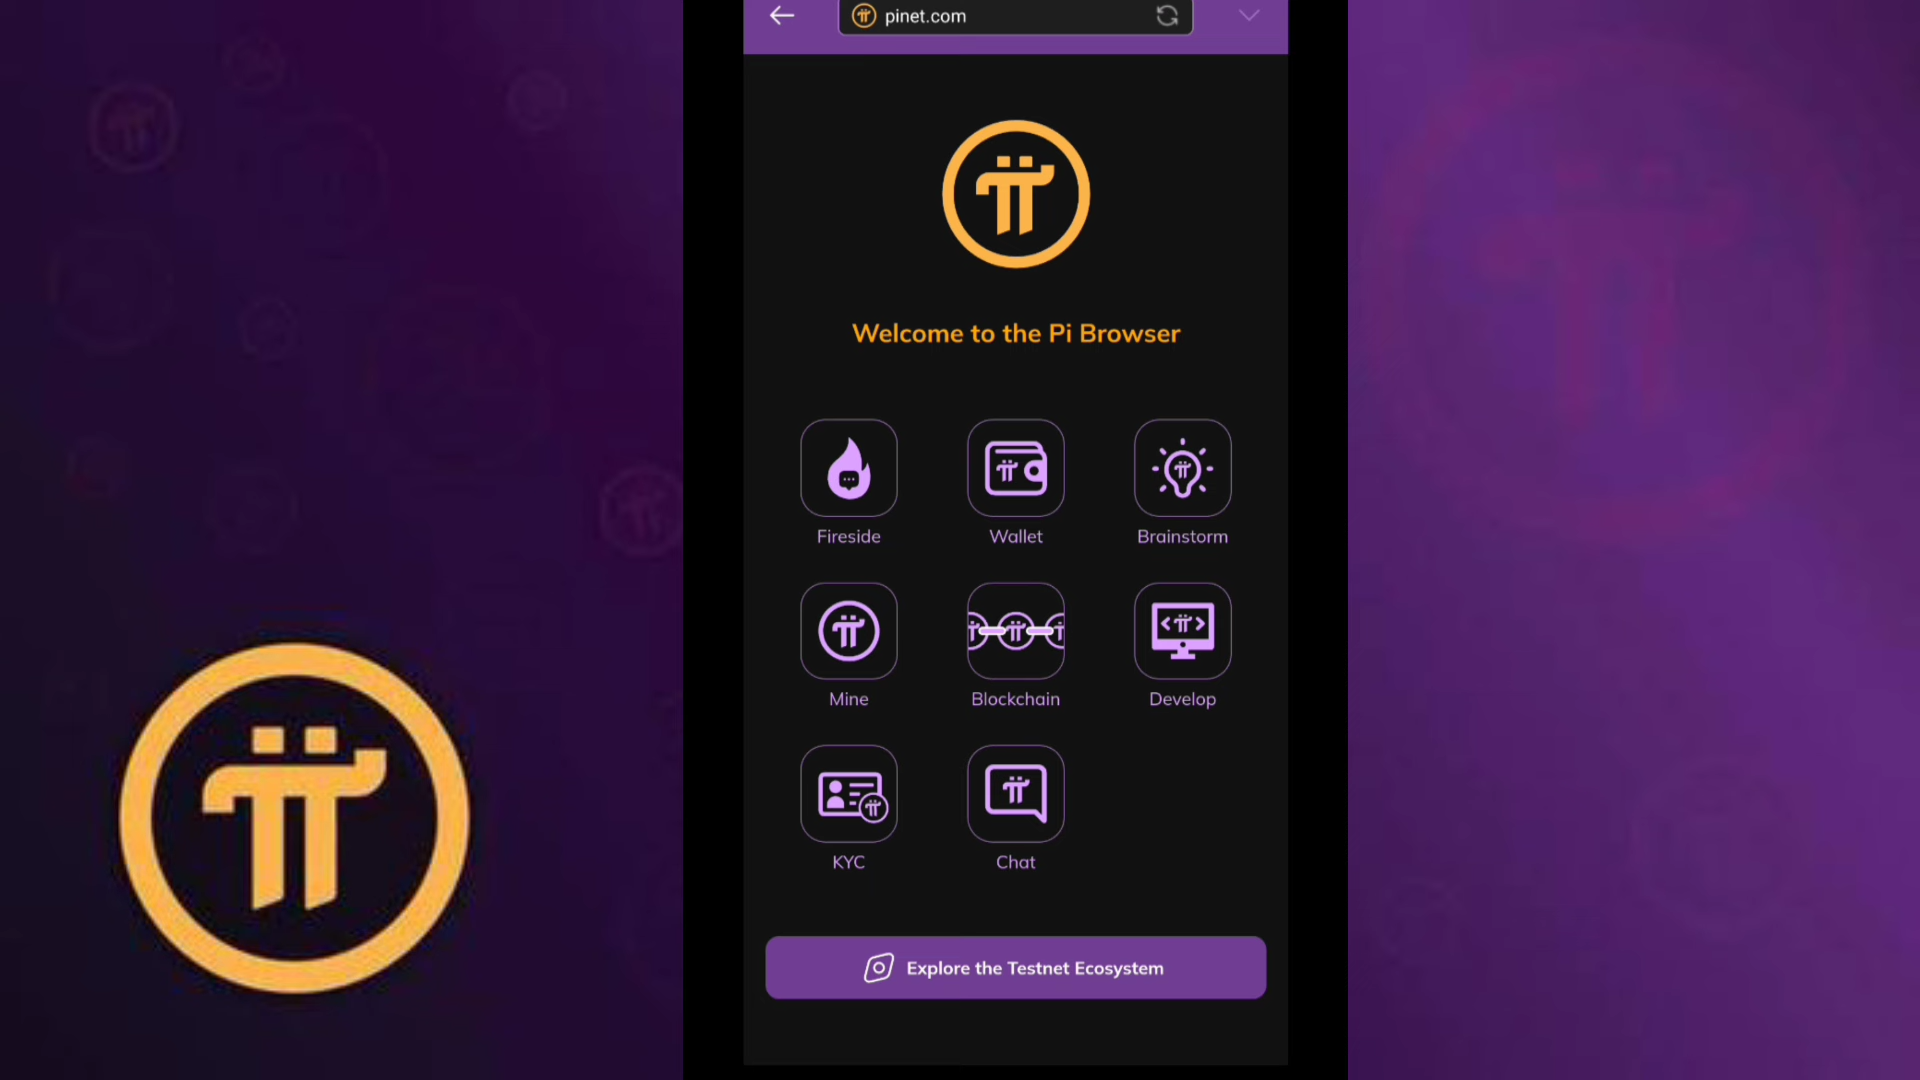 pinet.com
Welcome to the Pi Browser
Fireside
Wallet
Brainstorm
Mine
Blockchain
Develop
KYC
Chat
Explore the Testnet Ecosystem